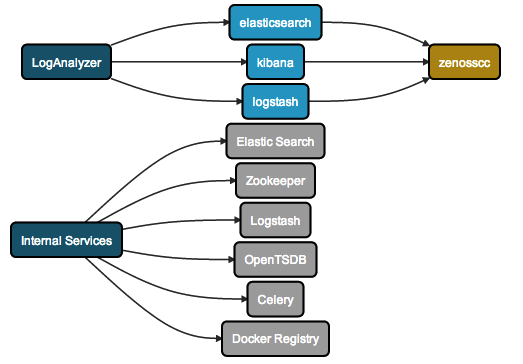 elasticsearch
LogAnalyzer
kibana
zenosscc
logstash
Elastic Search
Zookeeper
Logstash
Internal Services
OpenTSDB
Celery
Docker Registry